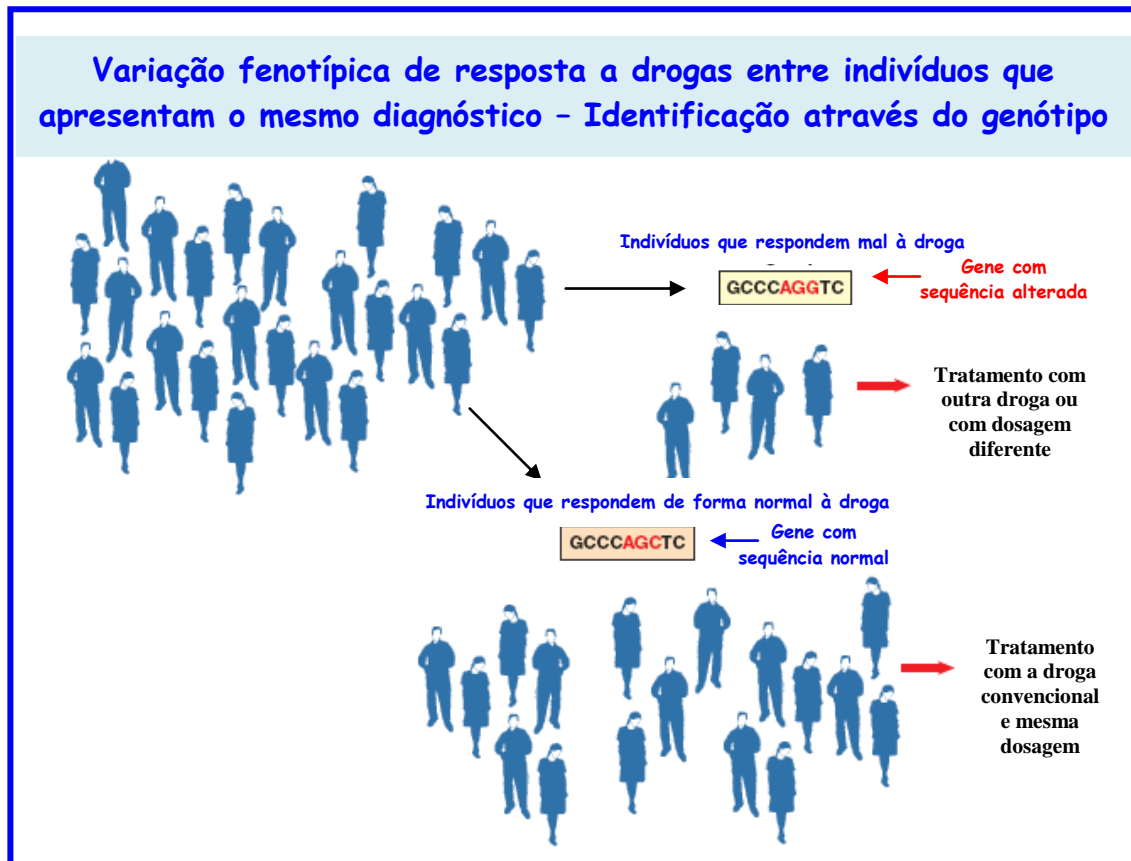 Variação fenotípica de resposta a drogas entre indivíduos que
apresentam o mesmo diagnóstico – Identificação através do genótipo
Indivíduos que respondem mal à droga
GCCCAGGTC
Gene com
sequência alterada
Tratamento com
outra droga ou
com dosagem
diferente
Indivíduos que respondem de forma normal à droga
GCCCAGCTC
Gene com
sequência normal
Tratamento
com a droga
convencional
e mesma
dosagem